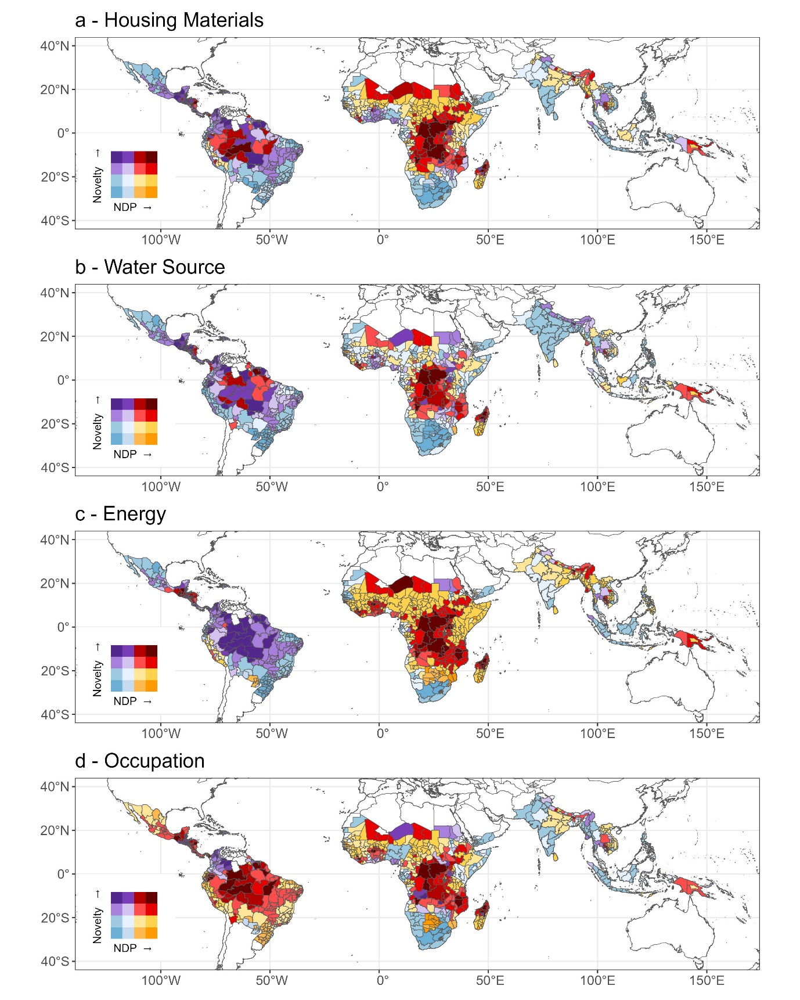 a - Housing Materials
40°N
20°N
0°
20°S
40°S
Novelty →
NDP →
100°W 50°W 0° 50°E 100°E 150°E
b - Water Source
40°N
20°N
0°
20°S
40°S
Novelty →
NDP →
100°W 50°W 0° 50°E 100°E 150°E
c - Energy
40°N
20°N
0°
20°S
40°S
Novelty →
NDP →
100°W 50°W 0° 50°E 100°E 150°E
d - Occupation
40°N
20°N
0°
20°S
40°S
Novelty →
NDP →
100°W 50°W 0° 50°E 100°E 150°E